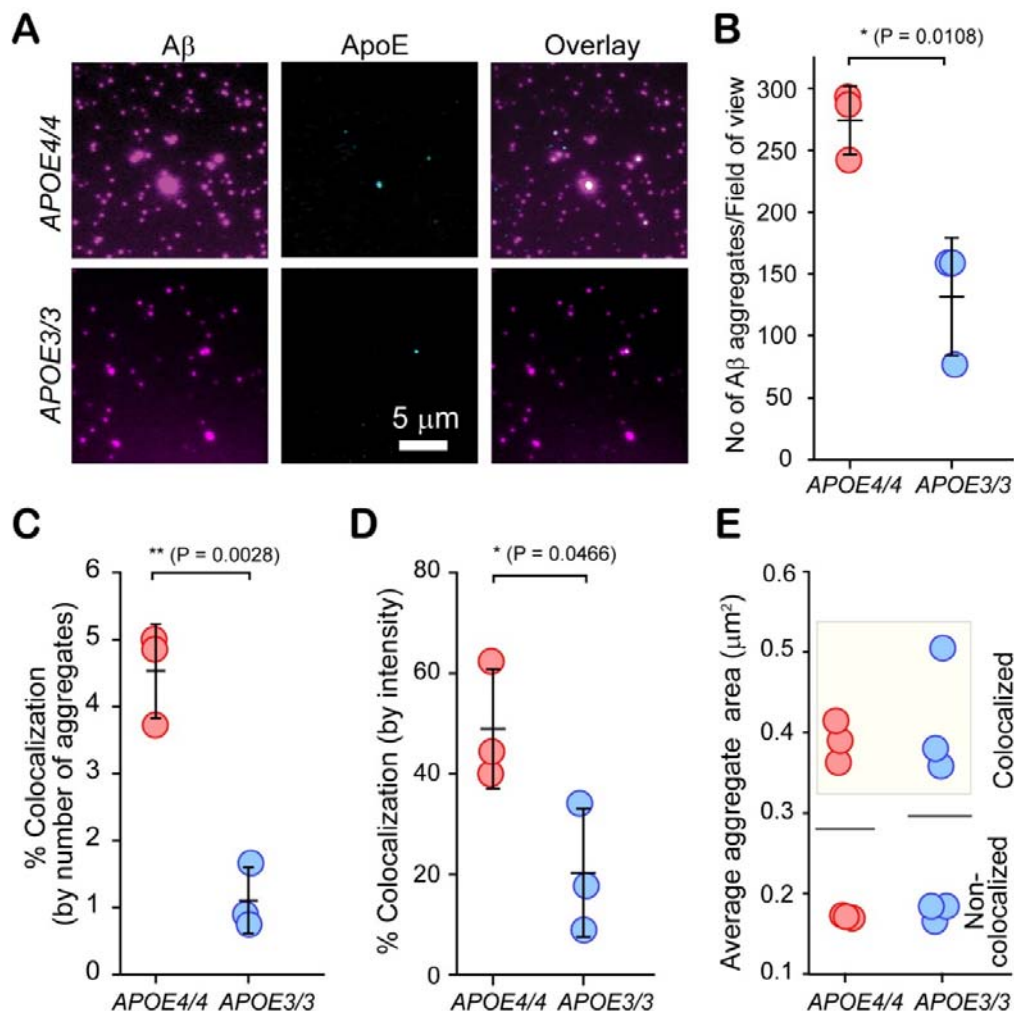 A
Aβ
ApoE
Overlay
APOE4/4
APOE3/3
5 μm
B
* (P = 0.0108)
No of Aβ aggregates/Field of view
300
250
200
150
100
50
0
APOE4/4
APOE3/3
C
** (P = 0.0028)
% Colocalization
(by number of aggregates)
6
5
4
3
2
1
0
APOE4/4
APOE3/3
D
* (P = 0.0466)
% Colocalization (by intensity)
80
60
40
20
0
APOE4/4
APOE3/3
E
Average aggregate area (μm²)
0.6
0.5
0.4
0.3
0.2
0.1
Colocalized
Non-
colocalized
APOE4/4
APOE3/3